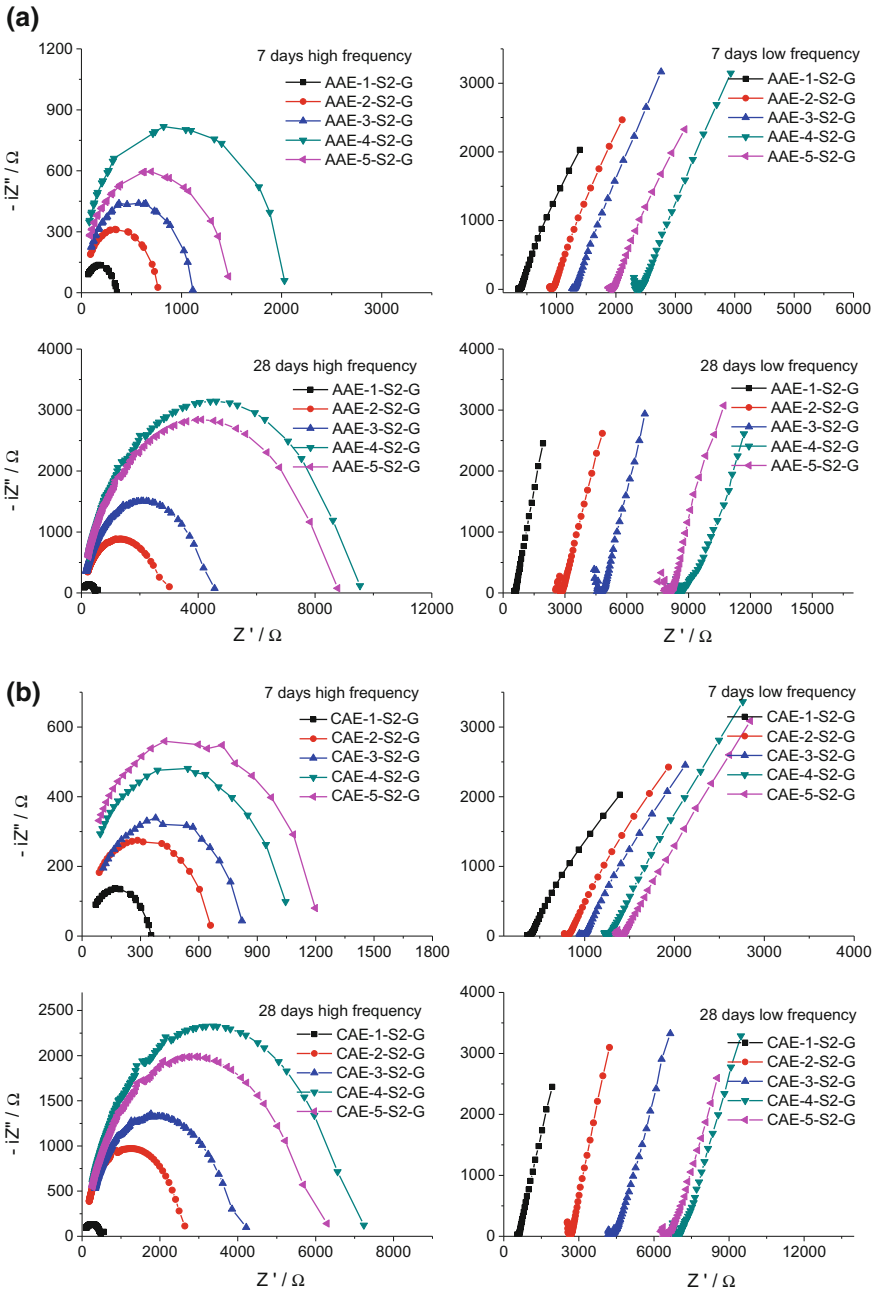 (a)
7 days high frequency
AAE-1-S2-G
AAE-2-S2-G
AAE-3-S2-G
AAE-4-S2-G
AAE-5-S2-G
1200
900
600
300
0
0 1000 2000 3000
- iZ" / Ω
7 days low frequency
AAE-1-S2-G
AAE-2-S2-G
AAE-3-S2-G
AAE-4-S2-G
AAE-5-S2-G
3000
2000
1000
0
0 1000 2000 3000 4000 5000 6000
28 days high frequency
AAE-1-S2-G
AAE-2-S2-G
AAE-3-S2-G
AAE-4-S2-G
AAE-5-S2-G
4000
3000
2000
1000
0
0 4000 8000 12000
- iZ" / Ω
Z ' / Ω
28 days low frequency
AAE-1-S2-G
AAE-2-S2-G
AAE-3-S2-G
AAE-4-S2-G
AAE-5-S2-G
4000
3000
2000
1000
0
0 3000 6000 9000 12000 15000
Z ' / Ω
(b)
7 days high frequency
CAE-1-S2-G
CAE-2-S2-G
CAE-3-S2-G
CAE-4-S2-G
CAE-5-S2-G
600
400
200
0
0 300 600 900 1200 1500 1800
- iZ" / Ω
7 days low frequency
CAE-1-S2-G
CAE-2-S2-G
CAE-3-S2-G
CAE-4-S2-G
CAE-5-S2-G
3000
2000
1000
0
1000 2000 3000 4000
28 days high frequency
CAE-1-S2-G
CAE-2-S2-G
CAE-3-S2-G
CAE-4-S2-G
CAE-5-S2-G
2500
2000
1500
1000
500
0
0 2000 4000 6000 8000
- iZ" / Ω
Z ' / Ω
28 days low frequency
CAE-1-S2-G
CAE-2-S2-G
CAE-3-S2-G
CAE-4-S2-G
CAE-5-S2-G
4000
3000
2000
1000
0
0 3000 6000 9000 12000
Z ' / Ω